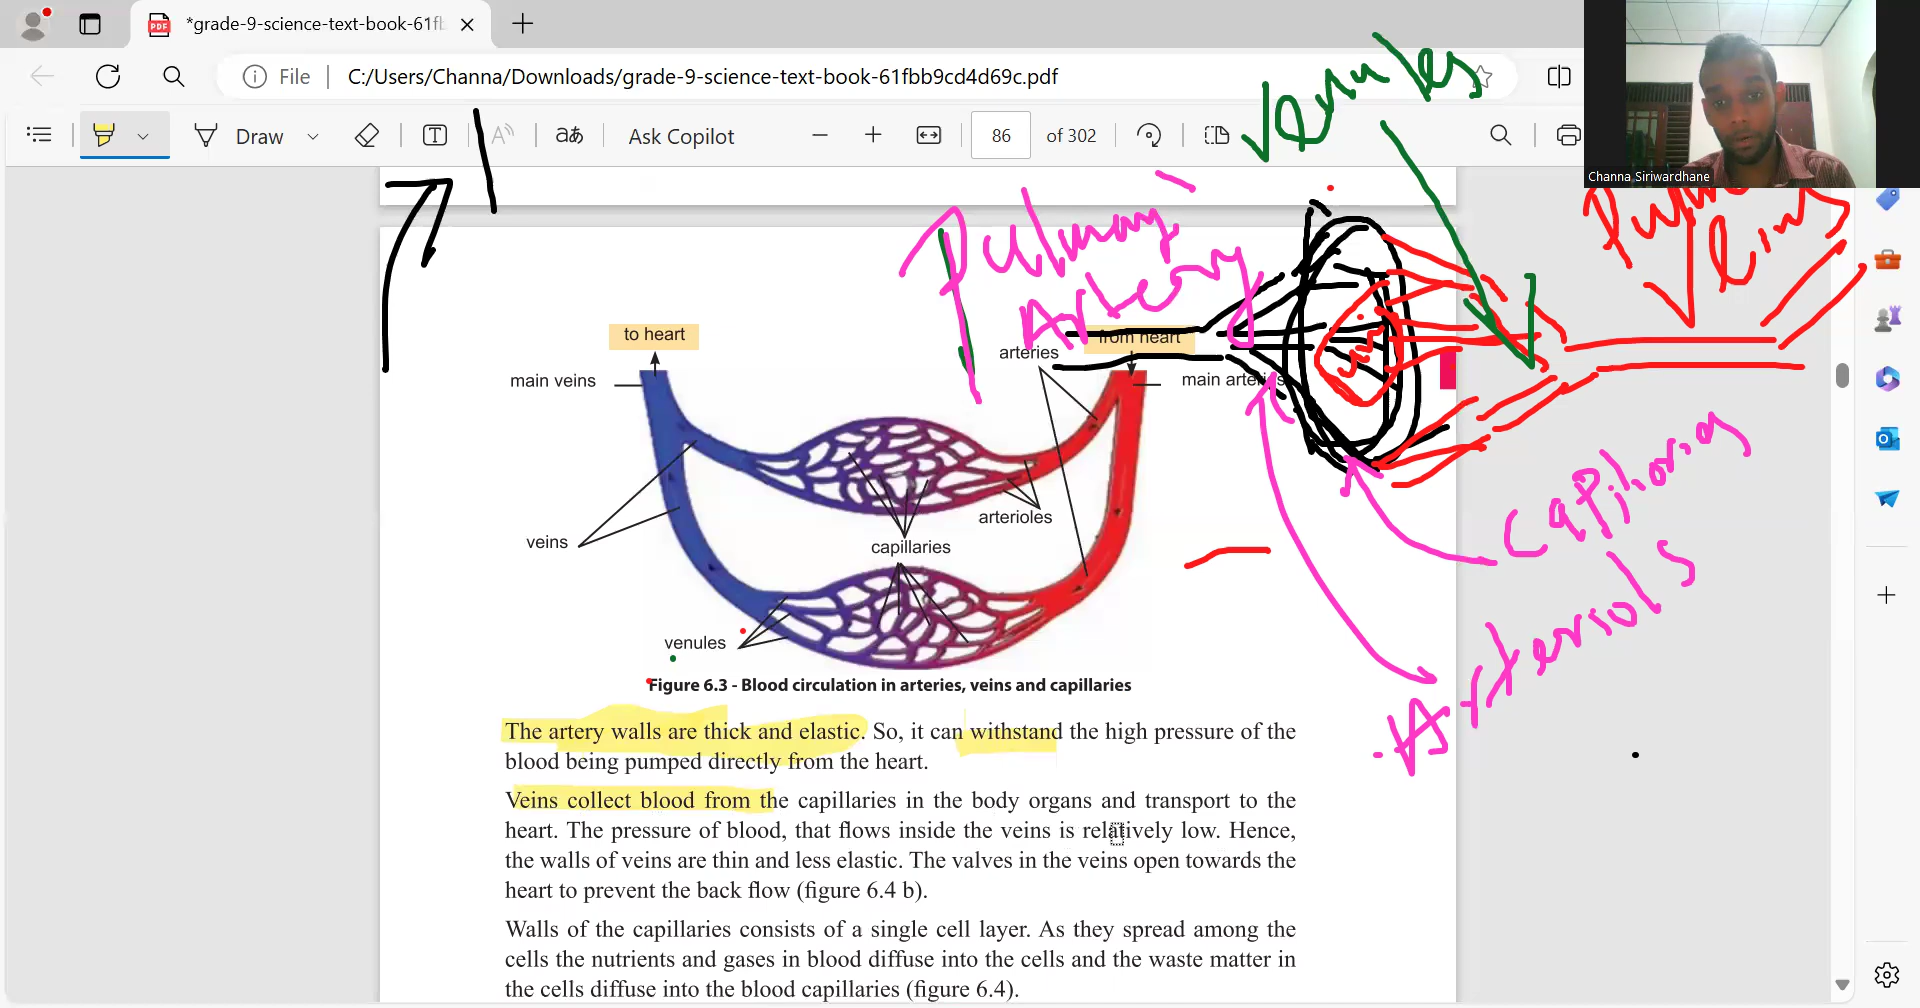 *grade-9-science-text-book-61fb
File
C:/Users/Channa/Downloads/grade-9-science-text-book-61fbb9cd4d69c.pdf
Draw
aあ
Ask Copilot
86 of 302
Channa Siriwardhane
Venules
Artery
to heart
from heart
arteries
main veins
main arteries
arterioles
veins
capillaries
venules
Arteriols
Figure 6.3 - Blood circulation in arteries, veins and capillaries
The artery walls are thick and elastic. So, it can withstand the high pressure of the
blood being pumped directly from the heart.
Veins collect blood from the capillaries in the body organs and transport to the
heart. The pressure of blood, that flows inside the veins is relatively low. Hence,
the walls of veins are thin and less elastic. The valves in the veins open towards the
heart to prevent the back flow (figure 6.4 b).
Walls of the capillaries consists of a single cell layer. As they spread among the
cells the nutrients and gases in blood diffuse into the cells and the waste matter in
the cells diffuse into the blood capillaries (figure 6.4).